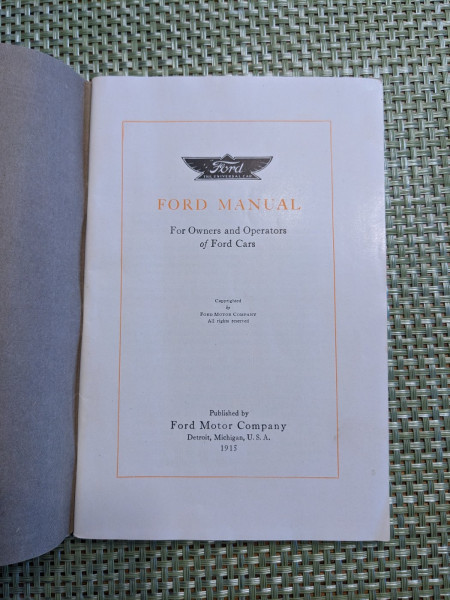 Ford
THE UNIVERSAL CAR
FORD MANUAL
For Owners and Operators
of Ford Cars
Copyrighted
by
FORD MOTOR COMPANY
All rights reserved
Published by
Ford Motor Company
Detroit, Michigan, U. S. A.
1915